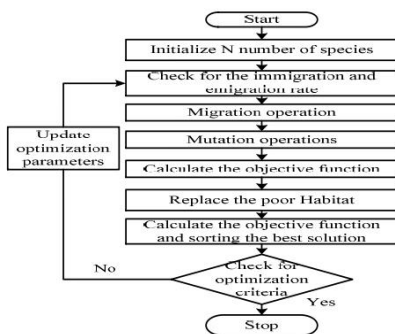 Start
Initialize N number of species
Check for the immigration and
emigration rate
Migration operation
Update
optimization
parameters
Mutation operations
Calculate the objective function
Replace the poor Habitat
Calculate the objective function
and sorting the best solution
No
Check for
optimization
criteria
Yes
Stop